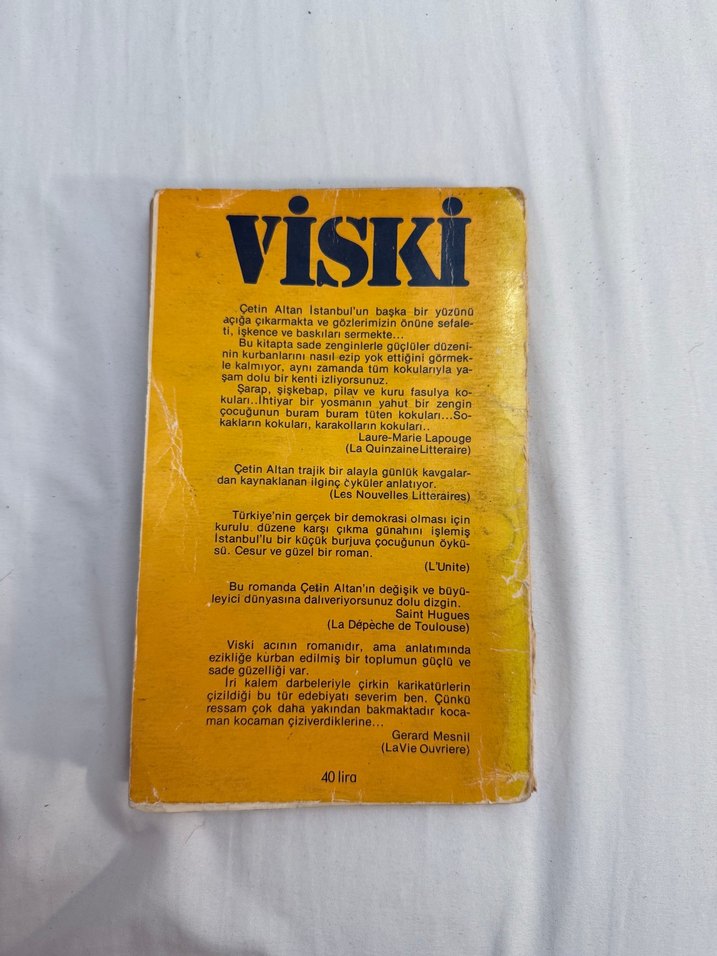 VİSKİ
Çetin Altan İstanbul'un başka bir yüzünü
açığa çıkarmakta ve gözlerimizin önüne sefale-
ti, işkence ve baskıları sermekte...
Bu kitapta sade zenginlerle güçlüler düzeni-
nin kurbanlarını nasıl ezip yok ettiğini görmek-
le kalmıyor, aynı zamanda tüm kokularıyla ya-
şam dolu bir kenti izliyorsunuz.
Şarap, şişkebap, pilav ve kuru fasulya ko-
kuları..İhtiyar bir yosmanın yahut bir zengin
çocuğunun buram buram tüten kokuları...So-
kakların kokuları, karakolların kokuları..
Laure-Marie Lapouge
(La QuinzaineLitteraire)
Çetin Altan trajik bir alayla günlük kavgalar-
dan kaynaklanan ilginç öyküler anlatıyor.
(Les Nouvelles Litteraires)
Türkiye'nin gerçek bir demokrasi olması için
kurulu düzene karşı çıkma günahını işlemiş
İstanbul'lu bir küçük burjuva çocuğunun öykü-
sü. Cesur ve güzel bir roman.
(L'Unite)
Bu romanda Çetin Altan'ın değişik ve büyü-
leyici dünyasına dalıveriyorsunuz dolu dizgin.
Saint Hugues
(La Dépèche de Toulouse)
Viski acının romanıdır, ama anlatımında
ezikliğe kurban edilmiş bir toplumun güçlü ve
sade güzelliği var.
İri kalem darbeleriyle çirkin karikatürlerin
çizildiği bu tür edebiyatı severim ben. Çünkü
ressam çok daha yakından bakmaktadır koca-
man kocaman çiziverdiklerine...
Gerard Mesnil
(LaVie Ouvriere)
40 lira